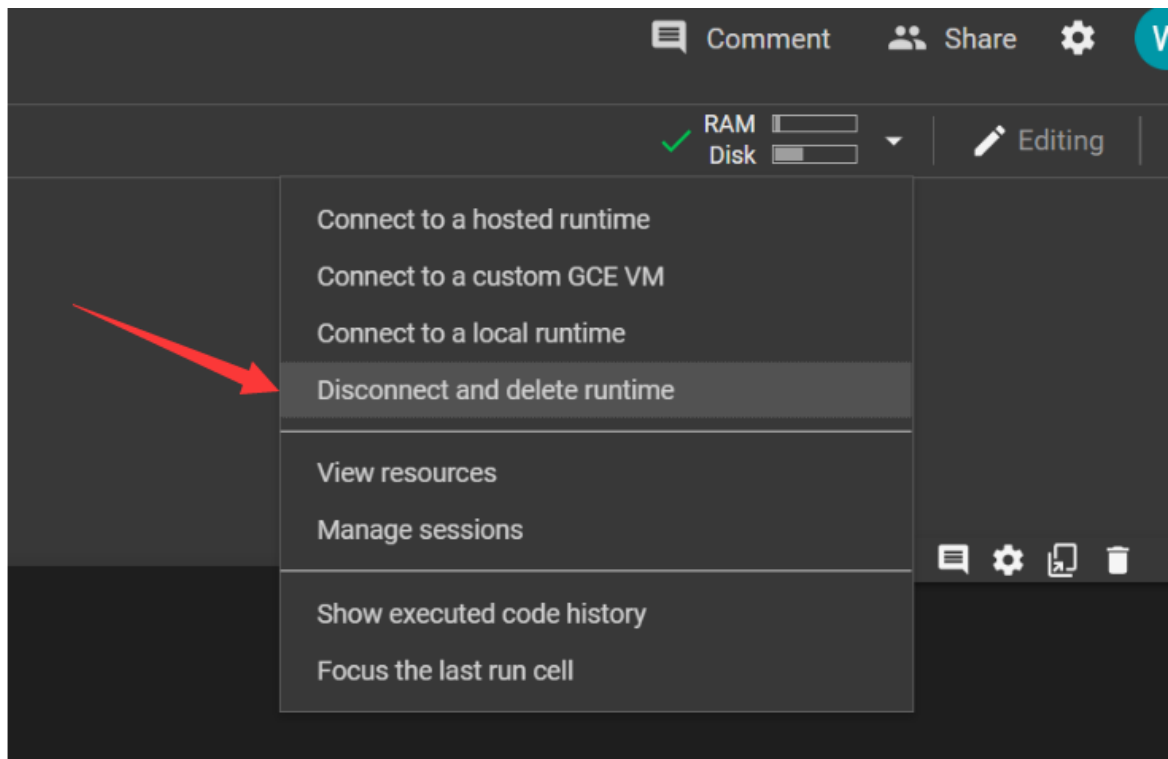 Comment
Share
W
RAM
Disk
Editing
Connect to a hosted runtime
Connect to a custom GCE VM
Connect to a local runtime
Disconnect and delete runtime
View resources
Manage sessions
Show executed code history
Focus the last run cell